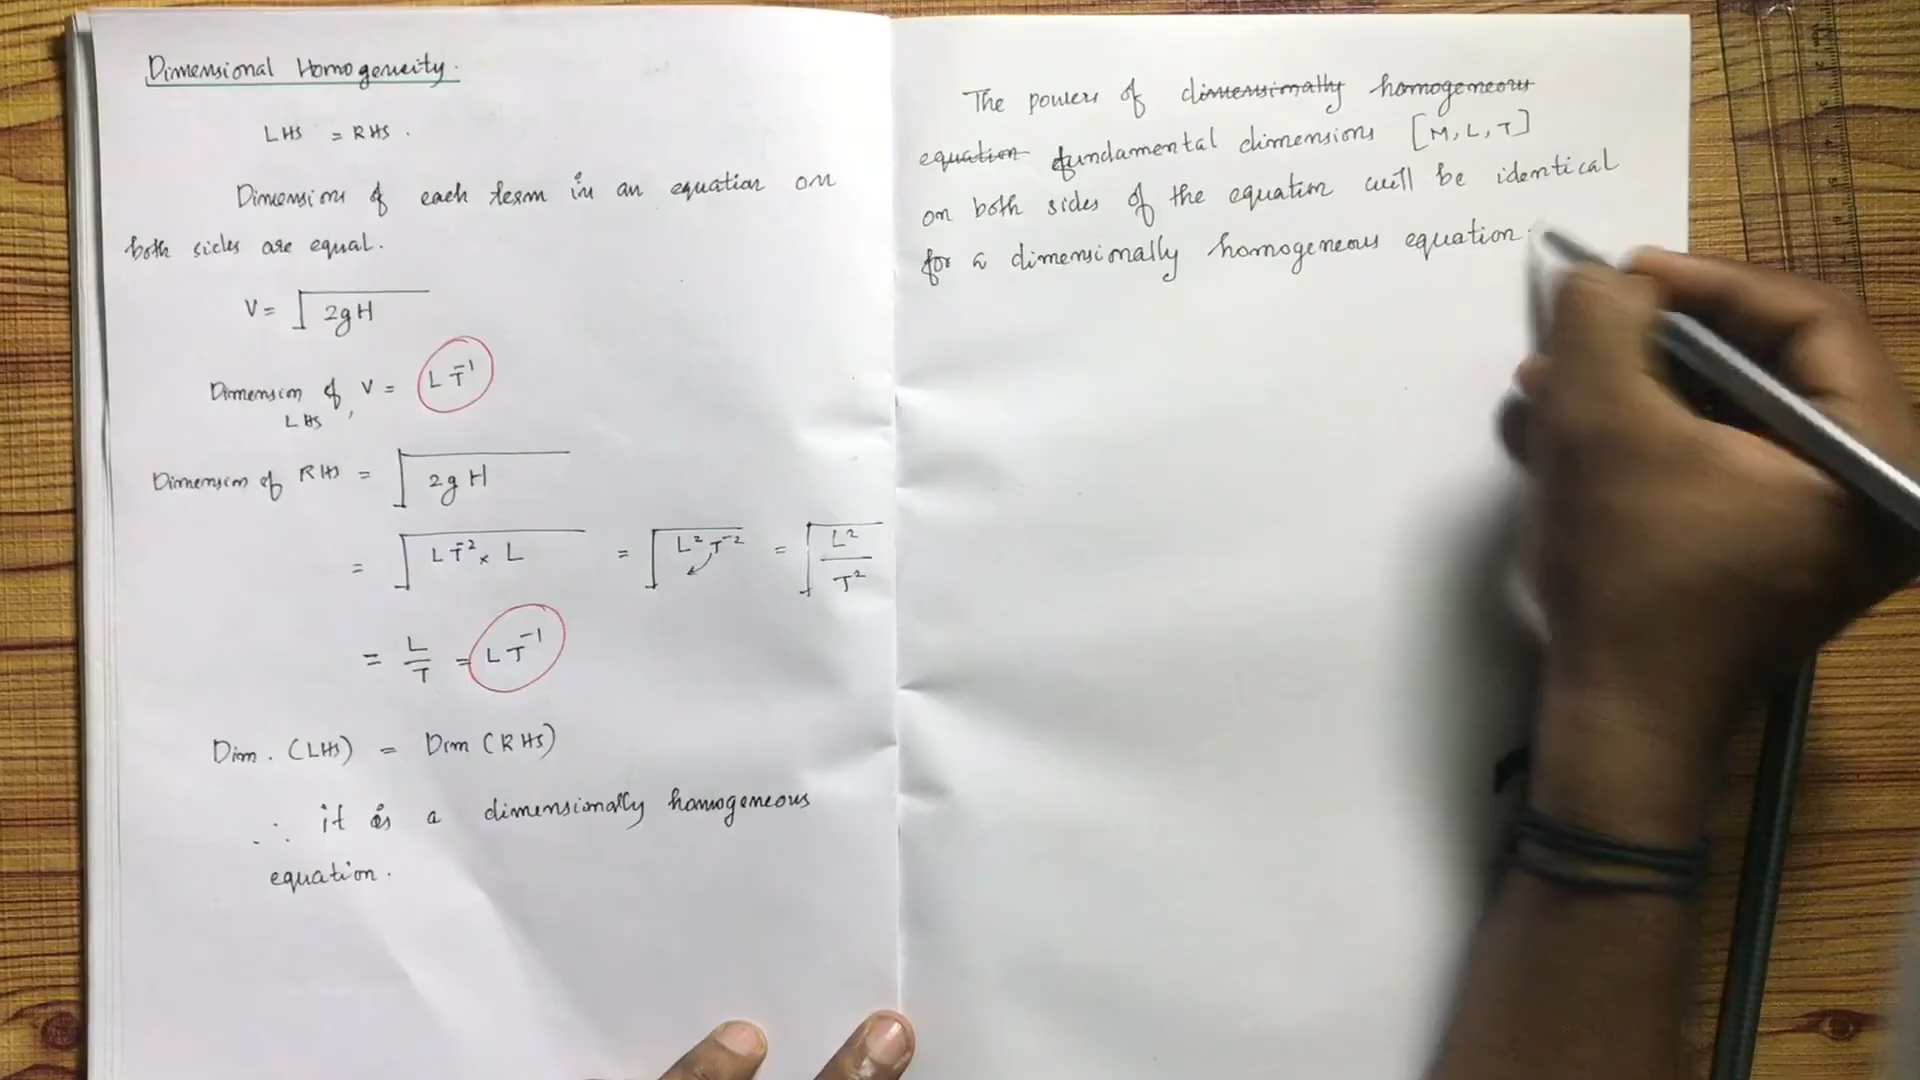 Dimensional Homogeneity.
LHS = RHS.
Dimensions of each term in an equation on
both sides are equal.
V = √2gH
Dimension of V = LT⁻¹
LHS,
Dimension of RHS = √2gH
= √LT⁻² × L = √L² T⁻² = √L²/T²
= L/T = LT⁻¹
Dim. (LHS) = Dim (RHS)
∴ it is a dimensionally homogeneous
equation.
The powers of dimensionally homogeneous
equation fundamental dimensions [M, L, T]
on both sides of the equation will be identical
for a dimensionally homogeneous equation.